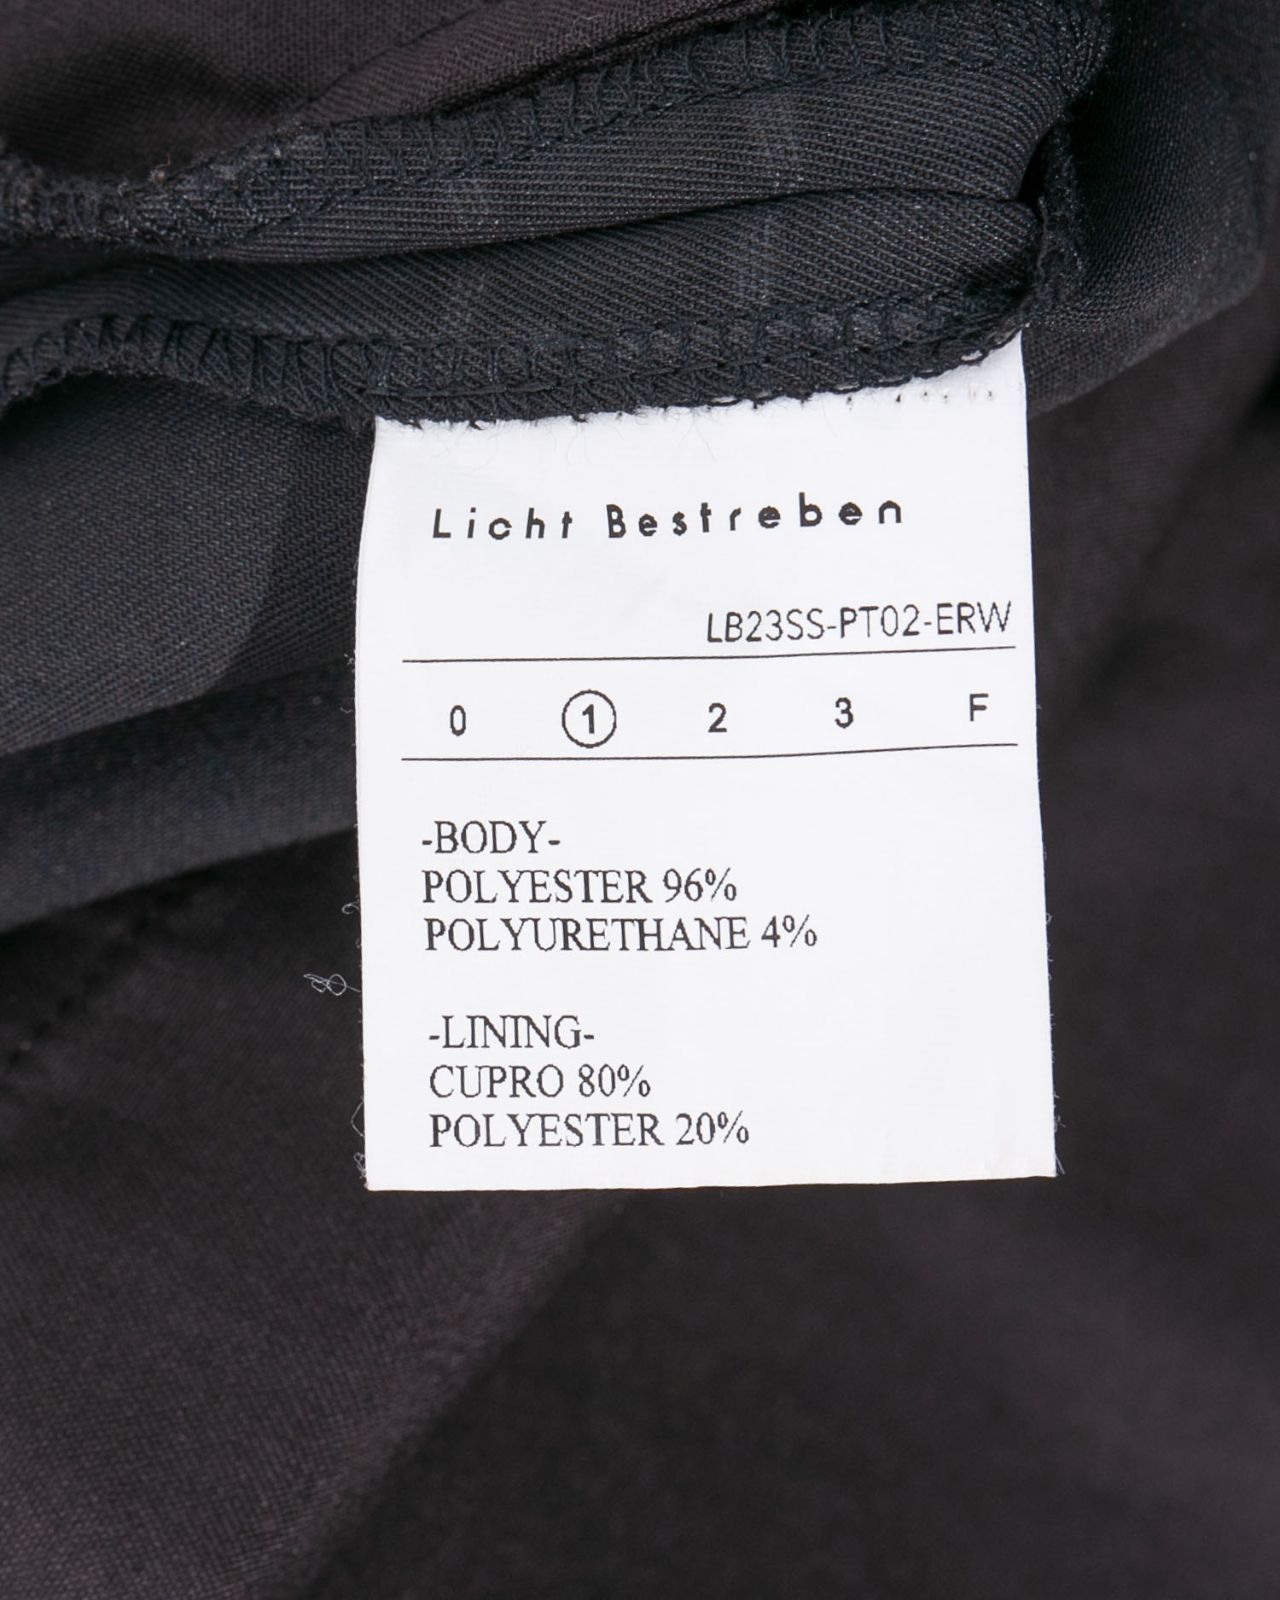 Licht Bestreben
LB23SS-PT02-ERW
0 1 2 3 F
-BODY-
POLYESTER 96%
POLYURETHANE 4%
-LINING-
CUPRO 80%
POLYESTER 20%